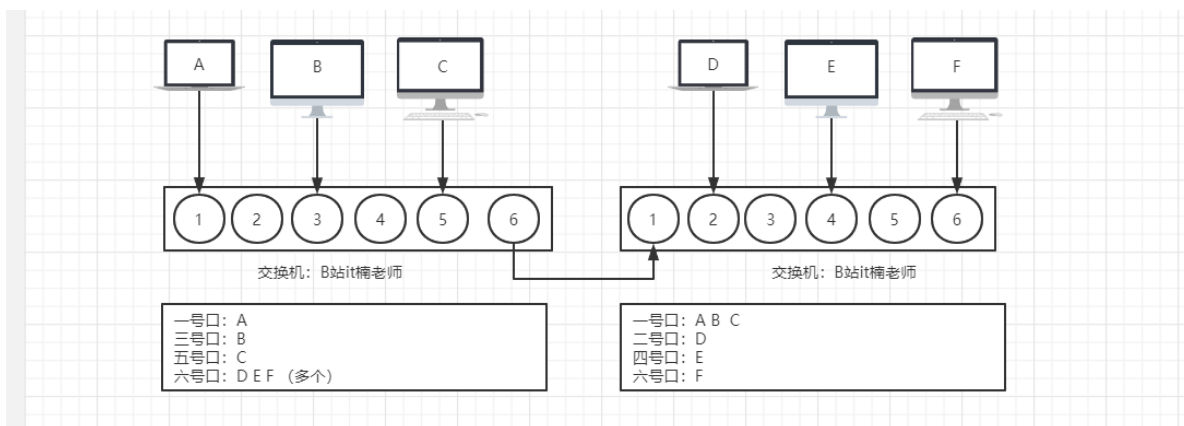 A
B
C
D
E
F
1
2
3
4
5
6
1
2
3
4
5
6
交换机：B站it楠老师
交换机：B站it楠老师
一号口：A
三号口：B
五号口：C
六号口：D E F （多个）
一号口：A B  C
二号口：D
四号口：E
六号口：F